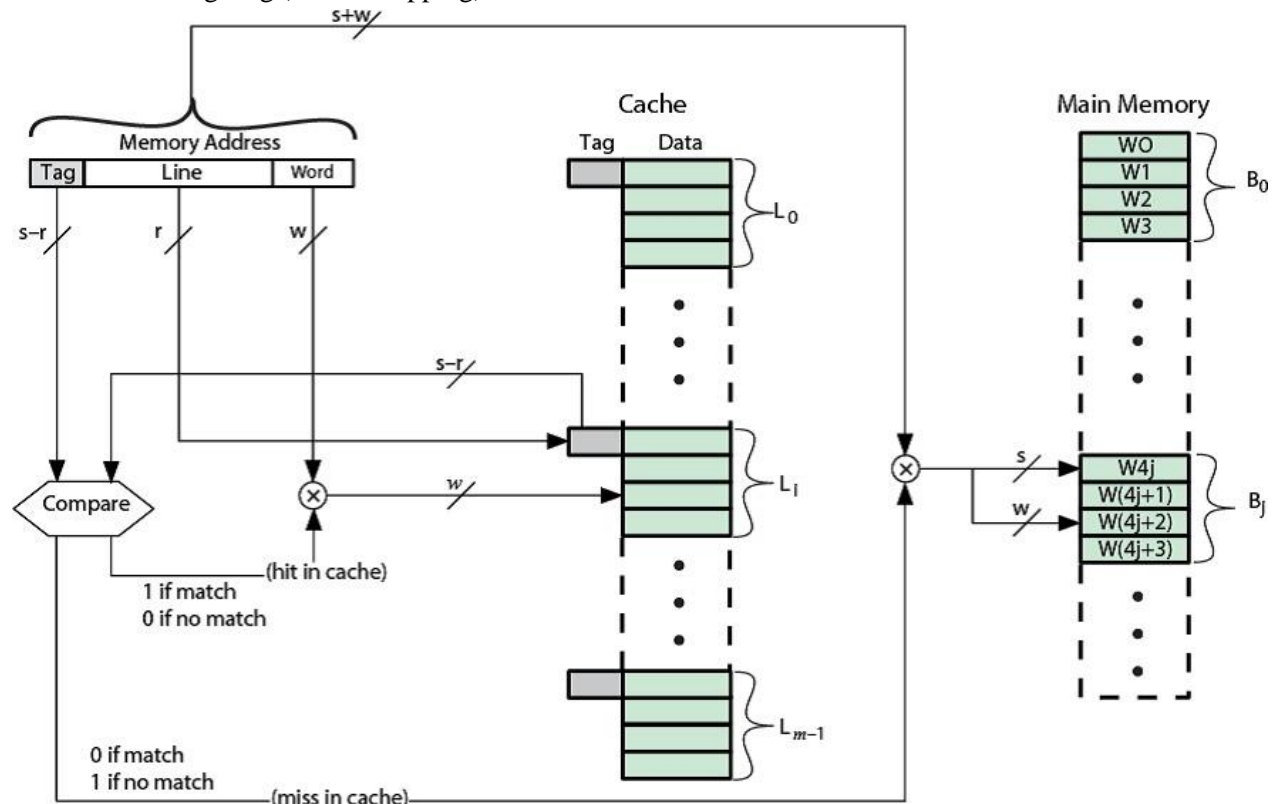 s+w
Cache
Main Memory
Memory Address
Tag Data
Tag Line Word
W0
W1
W2
W3
B0
L0
s–r
r
w
s–r
s
W4j
W(4j+1)
W(4j+2)
W(4j+3)
Bj
w
w
Li
Compare
(hit in cache)
1 if match
0 if no match
Lm–1
0 if match
1 if no match
(miss in cache)